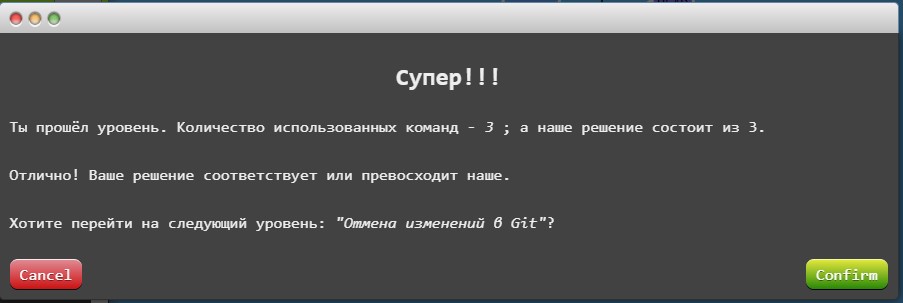 Супер!!!
Ты прошёл уровень. Количество использованных команд - 3 ; а наше решение состоит из 3.
Отлично! Ваше решение соответствует или превосходит наше.
Хотите перейти на следующий уровень: "Отмена изменений в Git"?
Cancel
Confirm